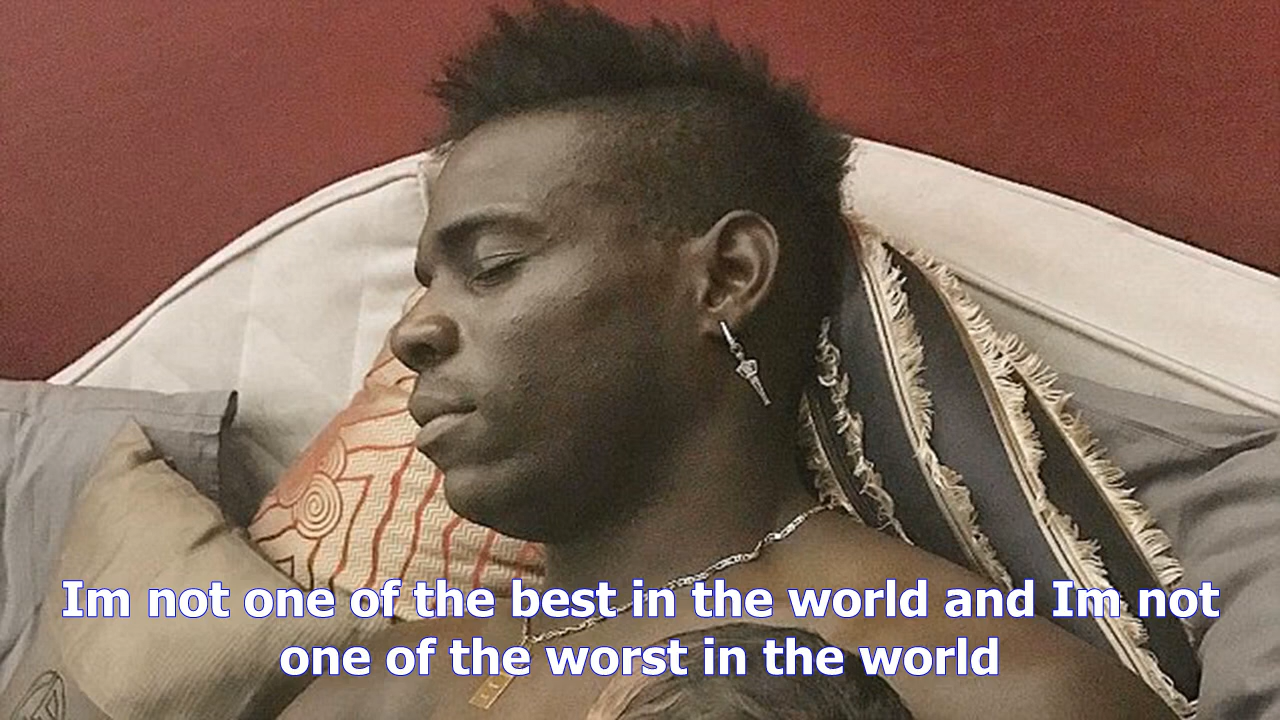 Im not one of the best in the world and Im not
one of the worst in the world